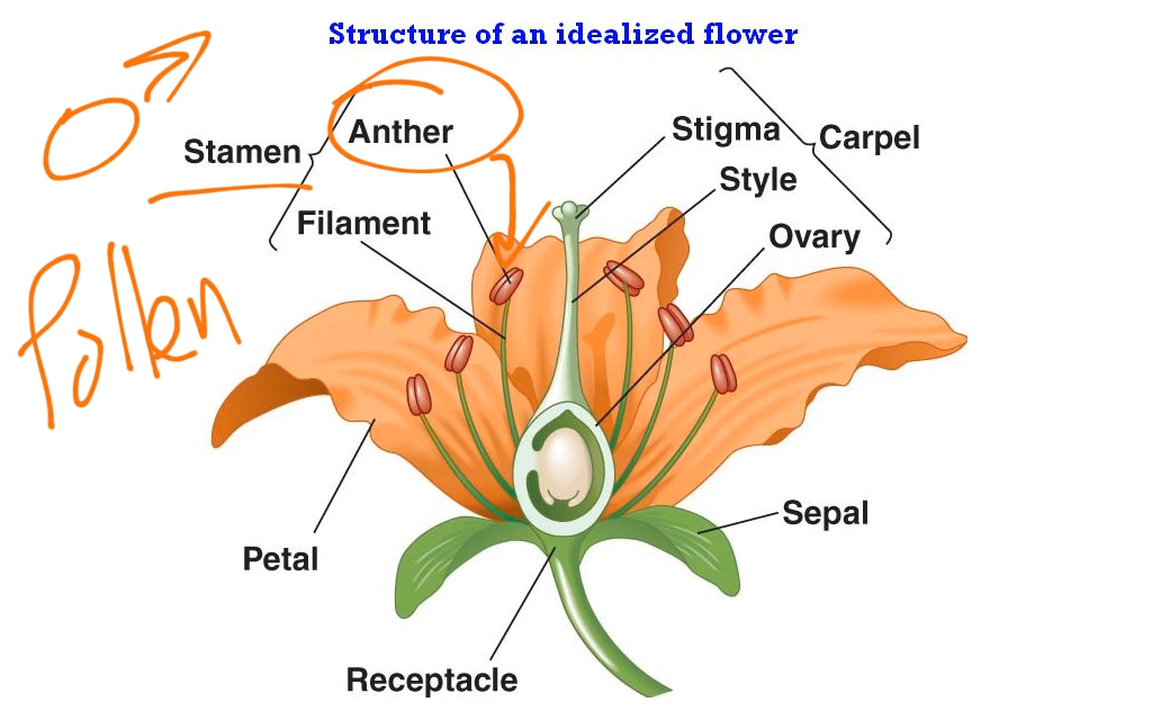 Structure of an idealized flower
Anther
Stigma
Carpel
Stamen
Style
Filament
Ovary
Pollen
Sepal
Petal
Receptacle